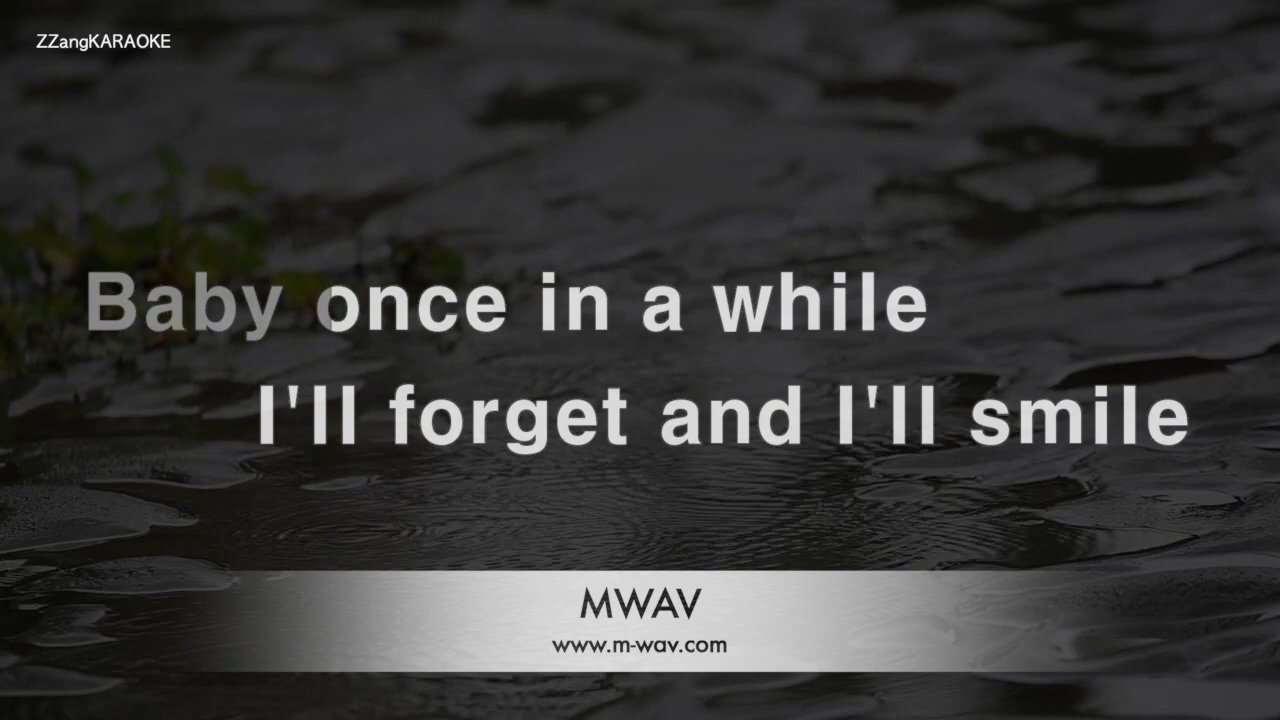 ZZangKARAOKE
Baby once in a while
I'll forget and I'll smile
MWAV
www.m-wav.com